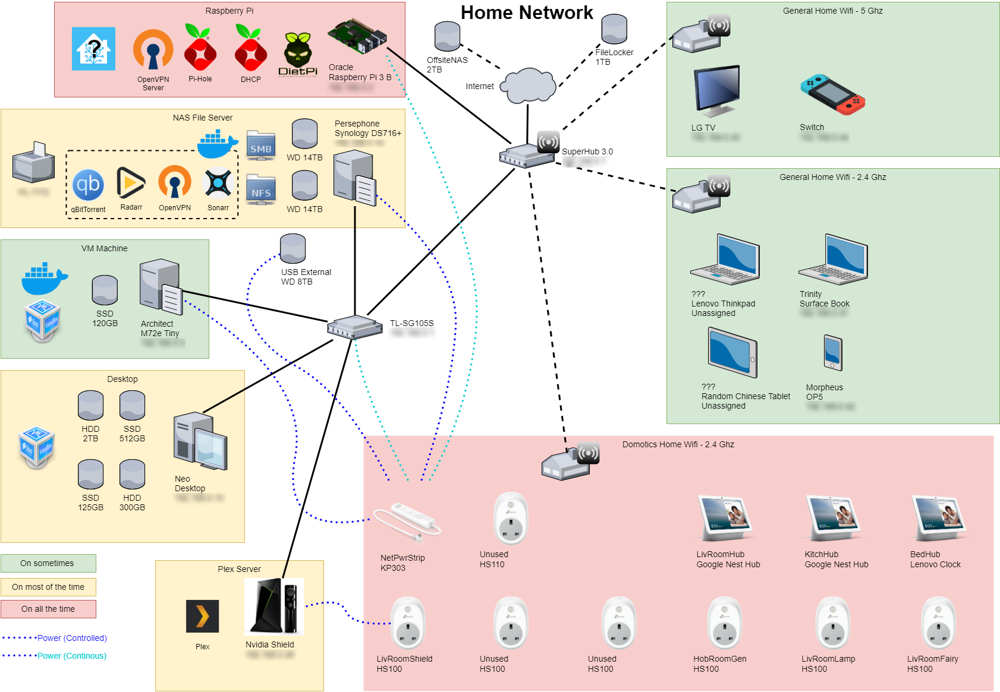 Home Network
Raspberry Pi
?
OpenVPN
Server
Pi-Hole
DHCP
DietPi
Oracle
Raspberry Pi 3 B
OffsiteNAS
2TB
FileLocker
1TB
Internet
SuperHub 3.0
General Home Wifi - 5 Ghz
LG TV
Switch
NAS File Server
qb
qBitTorrent
Radarr
OpenVPN
Sonarr
SMB
NFS
WD 14TB
WD 14TB
Persephone
Synology DS716+
General Home Wifi - 2.4 Ghz
???
Lenovo Thinkpad
Unassigned
Trinity
Surface Book
???
Random Chinese Tablet
Unassigned
Morpheus
OP5
VM Machine
SSD
120GB
Architect
M72e Tiny
USB External
WD 8TB
TL-SG105S
Desktop
HDD
2TB
SSD
512GB
SSD
125GB
HDD
300GB
Neo
Desktop
Domotics Home Wifi - 2.4 Ghz
NetPwrStrip
KP303
Unused
HS110
LivRoomHub
Google Nest Hub
KitchHub
Google Nest Hub
BedHub
Lenovo Clock
LivRoomShield
HS100
Unused
HS100
Unused
HS100
HobRoomGen
HS100
LivRoomLamp
HS100
LivRoomFairy
HS100
Plex Server
Plex
Nvidia Shield
On sometimes
On most of the time
On all the time
Power (Controlled)
Power (Continous)